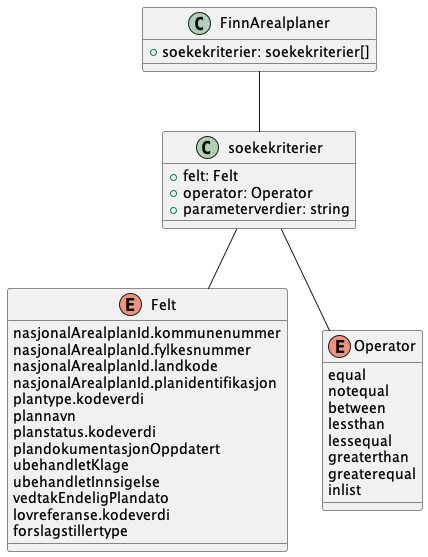 C FinnArealplaner
soekekriterier: soekekriterier[]
C soekekriterier
felt: Felt
operator: Operator
parameterverdier: string
E Felt
nasjonalArealplanId.kommunenummer
nasjonalArealplanId.fylkesnummer
nasjonalArealplanId.landkode
nasjonalArealplanId.planidentifikasjon
plantype.kodeverdi
plannavn
planstatus.kodeverdi
plandokumentasjonOppdatert
ubehandletKlage
ubehandletInnsigelse
vedtakEndeligPlandato
lovreferanse.kodeverdi
forslagstillertype
E Operator
equal
notequal
between
lessthan
lessequal
greaterthan
greaterequal
inlist